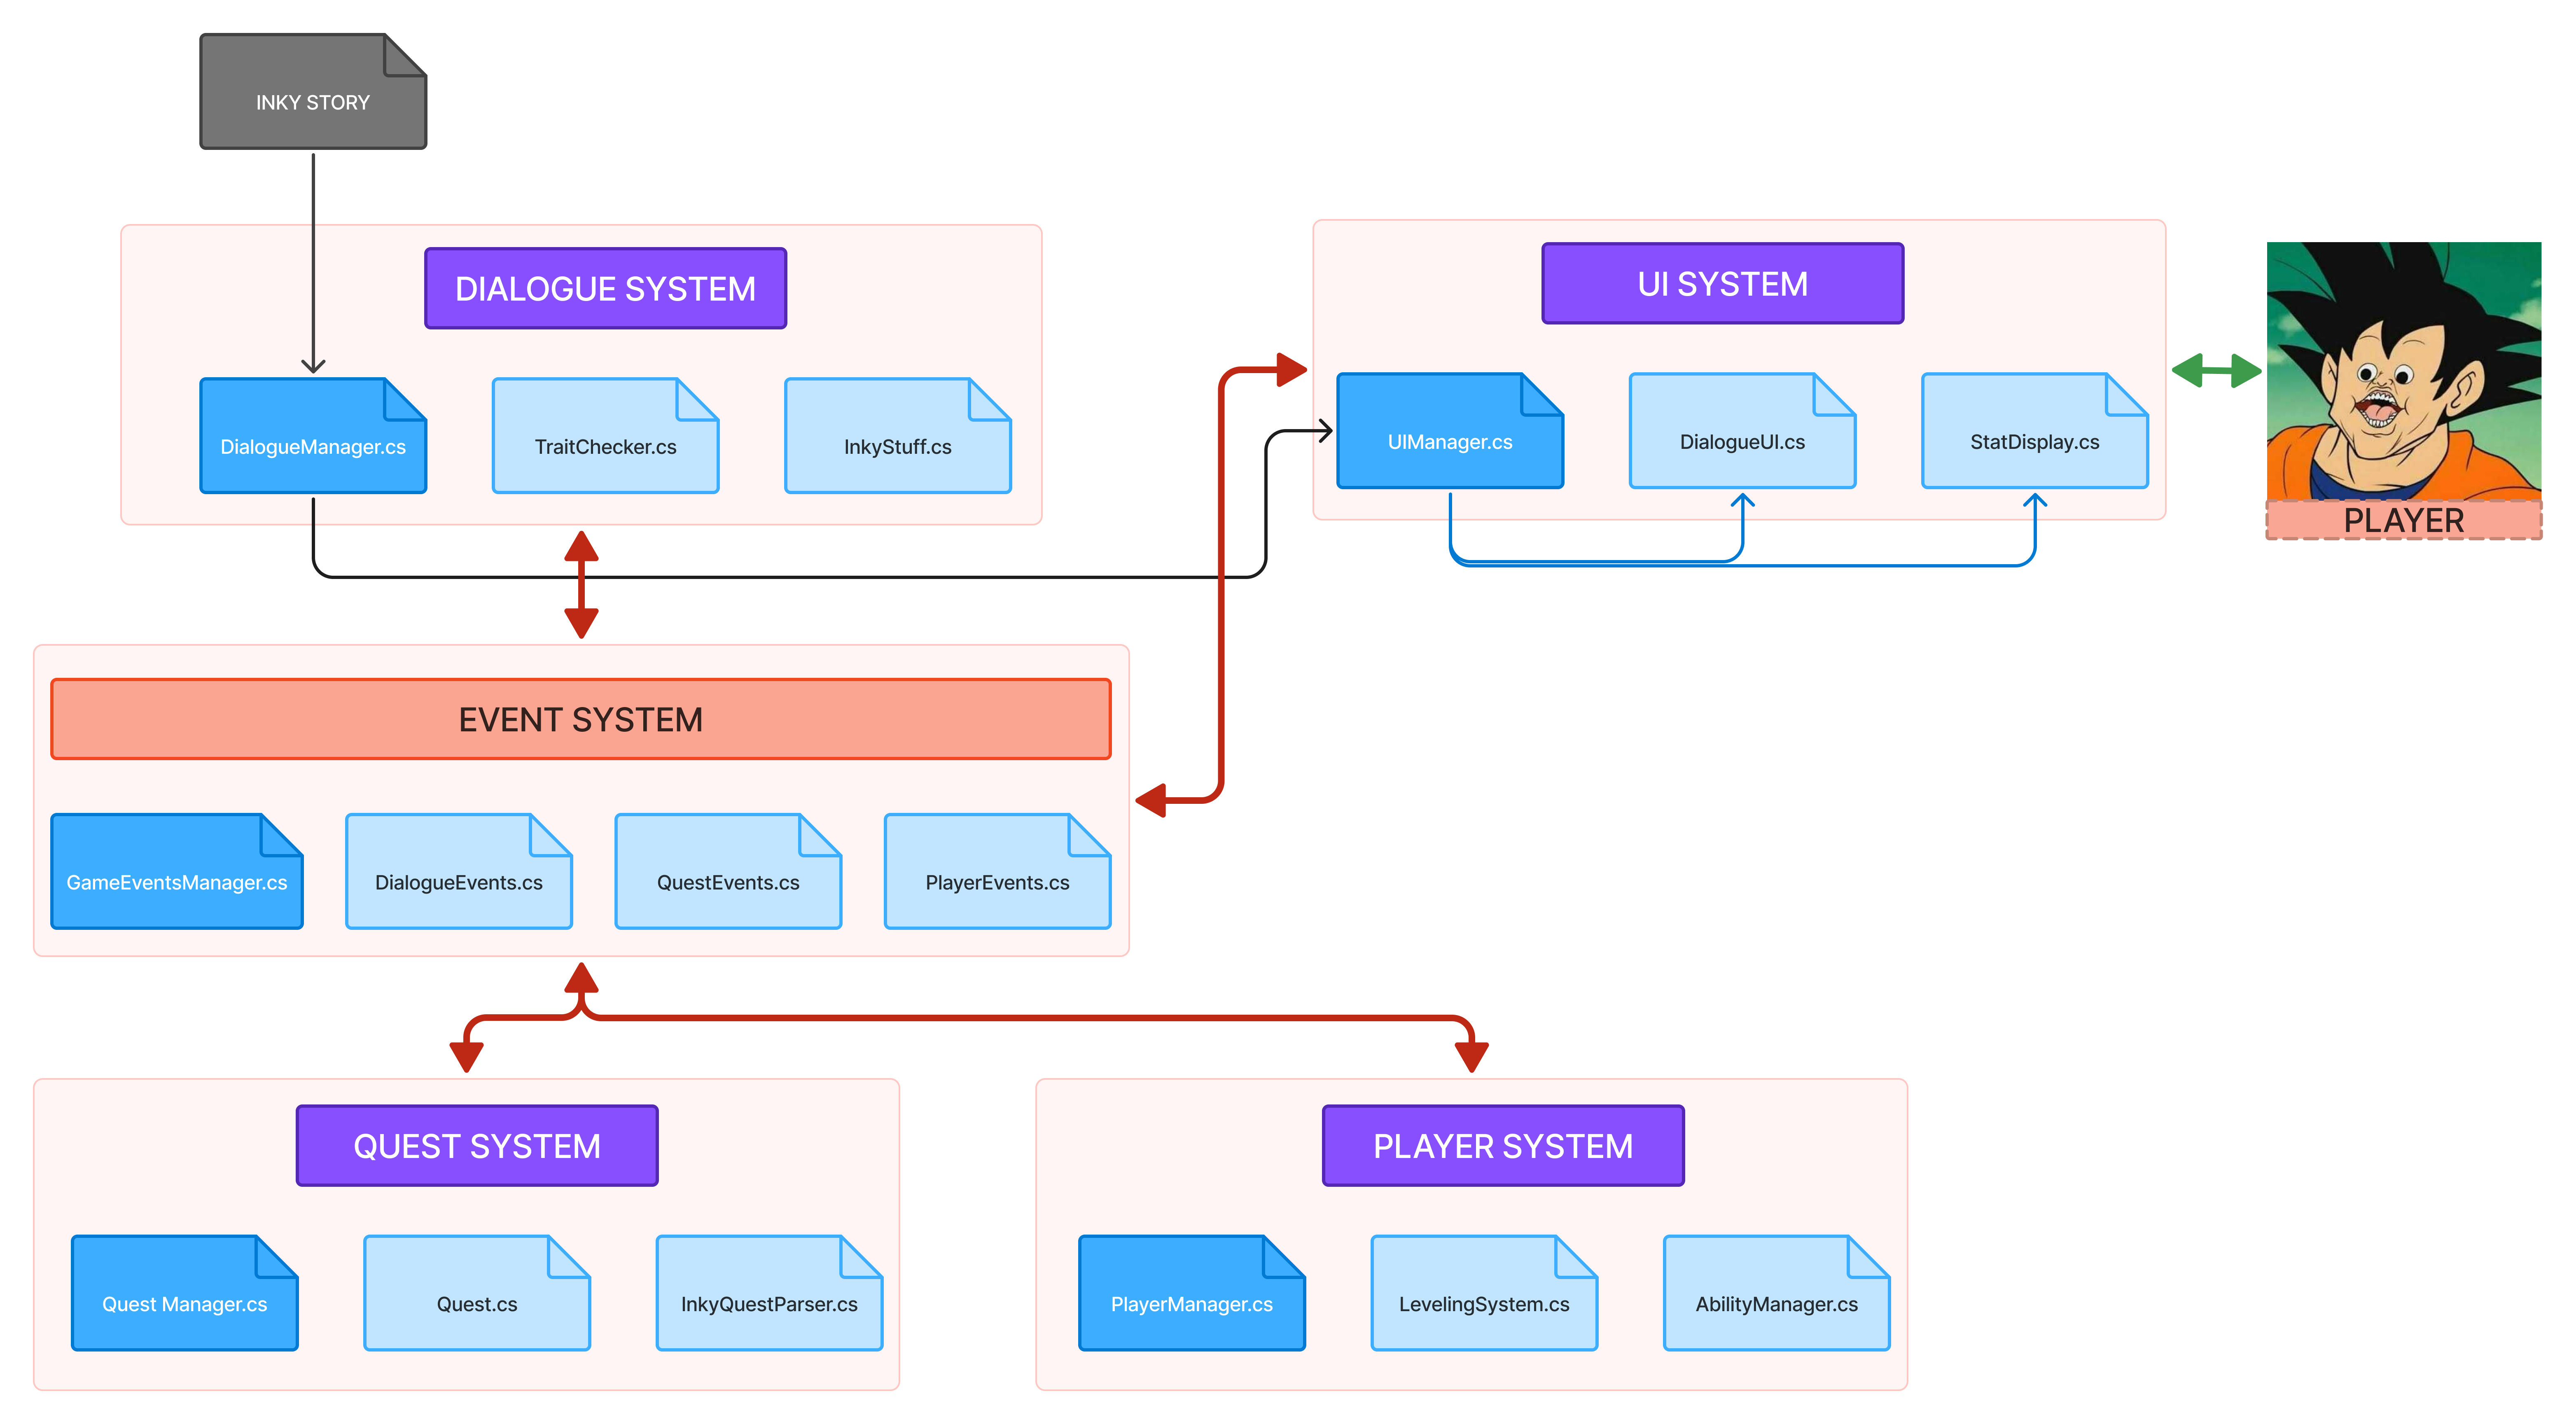 INKY STORY
DIALOGUE SYSTEM
DialogueManager.cs
TraitChecker.cs
InkyStuff.cs
UI SYSTEM
UIManager.cs
DialogueUI.cs
StatDisplay.cs
PLAYER
EVENT SYSTEM
GameEventsManager.cs
DialogueEvents.cs
QuestEvents.cs
PlayerEvents.cs
QUEST SYSTEM
Quest Manager.cs
Quest.cs
InkyQuestParser.cs
PLAYER SYSTEM
PlayerManager.cs
LevelingSystem.cs
AbilityManager.cs